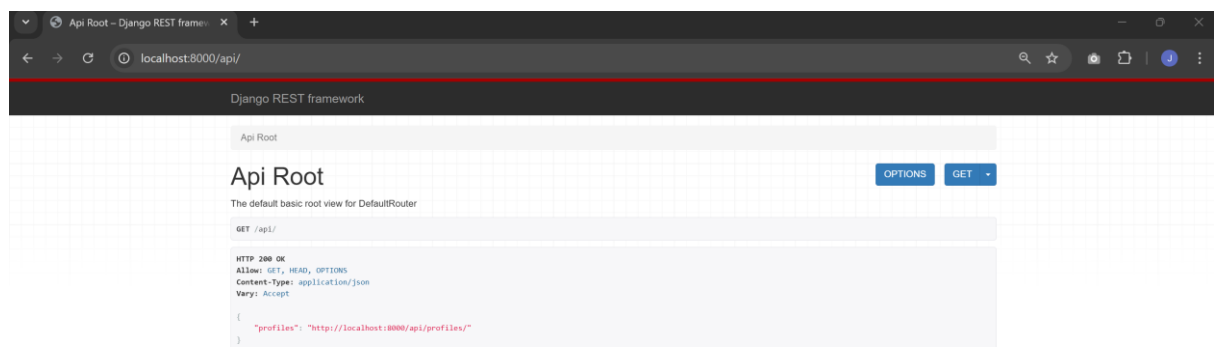 Api Root – Django REST framew
localhost:8000/api/
J
Django REST framework
Api Root
Api Root
OPTIONS
GET
The default basic root view for DefaultRouter
GET /api/
HTTP 200 OK
Allow: GET, HEAD, OPTIONS
Content-Type: application/json
Vary: Accept
{
"profiles": "http://localhost:8000/api/profiles/"
}